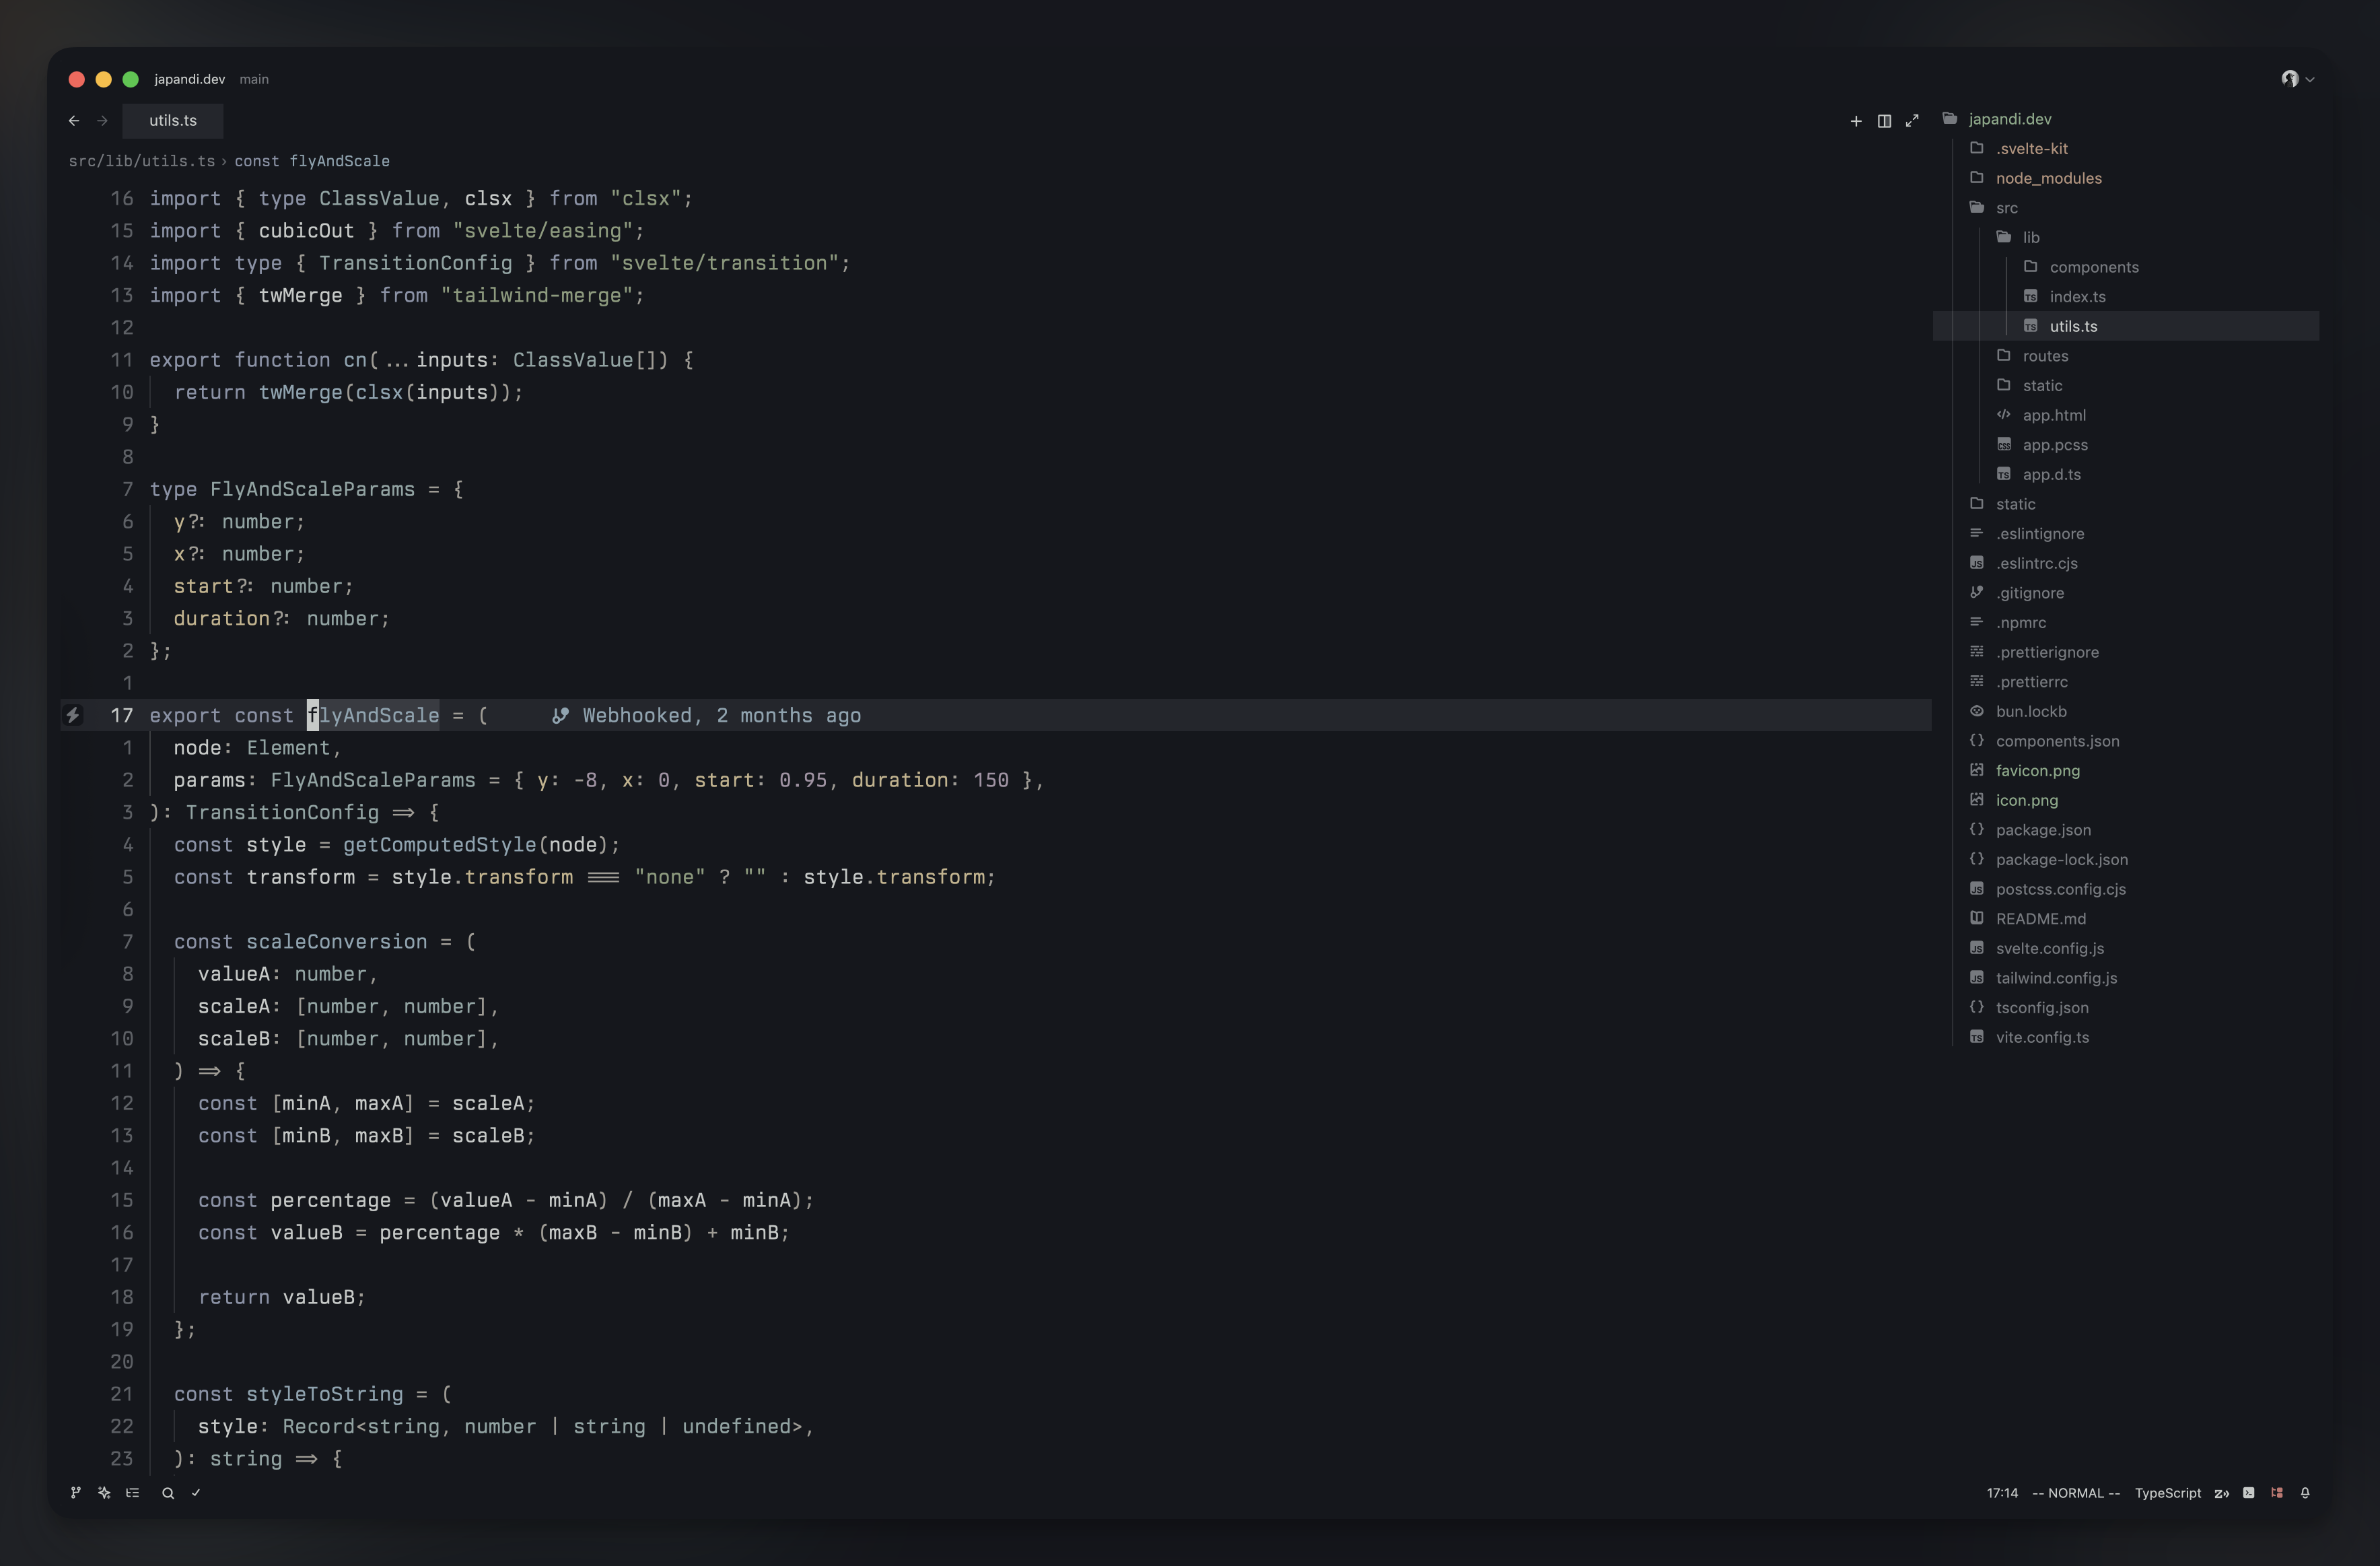 japandi.dev main
utils.ts
src/lib/utils.ts › const flyAndScale
16 import { type ClassValue, clsx } from "clsx";
15 import { cubicOut } from "svelte/easing";
14 import type { TransitionConfig } from "svelte/transition";
13 import { twMerge } from "tailwind-merge";
12
11 export function cn(...inputs: ClassValue[]) {
10   return twMerge(clsx(inputs));
9 }
8
7 type FlyAndScaleParams = {
6   y?: number;
5   x?: number;
4   start?: number;
3   duration?: number;
2 };
1
17 export const flyAndScale = (   Webhooked, 2 months ago
1   node: Element,
2   params: FlyAndScaleParams = { y: -8, x: 0, start: 0.95, duration: 150 },
3 ): TransitionConfig => {
4   const style = getComputedStyle(node);
5   const transform = style.transform === "none" ? "" : style.transform;
6
7   const scaleConversion = (
8     valueA: number,
9     scaleA: [number, number],
10     scaleB: [number, number],
11   ) => {
12     const [minA, maxA] = scaleA;
13     const [minB, maxB] = scaleB;
14
15     const percentage = (valueA - minA) / (maxA - minA);
16     const valueB = percentage * (maxB - minB) + minB;
17
18     return valueB;
19   };
20
21   const styleToString = (
22     style: Record<string, number | string | undefined>,
23   ): string => {
japandi.dev
.svelte-kit
node_modules
src
lib
components
TS index.ts
TS utils.ts
routes
static
app.html
CSS app.pcss
TS app.d.ts
static
.eslintignore
JS .eslintrc.cjs
.gitignore
.npmrc
.prettierignore
.prettierrc
bun.lockb
{} components.json
favicon.png
icon.png
{} package.json
{} package-lock.json
JS postcss.config.cjs
README.md
JS svelte.config.js
JS tailwind.config.js
{} tsconfig.json
TS vite.config.ts
17:14 -- NORMAL -- TypeScript